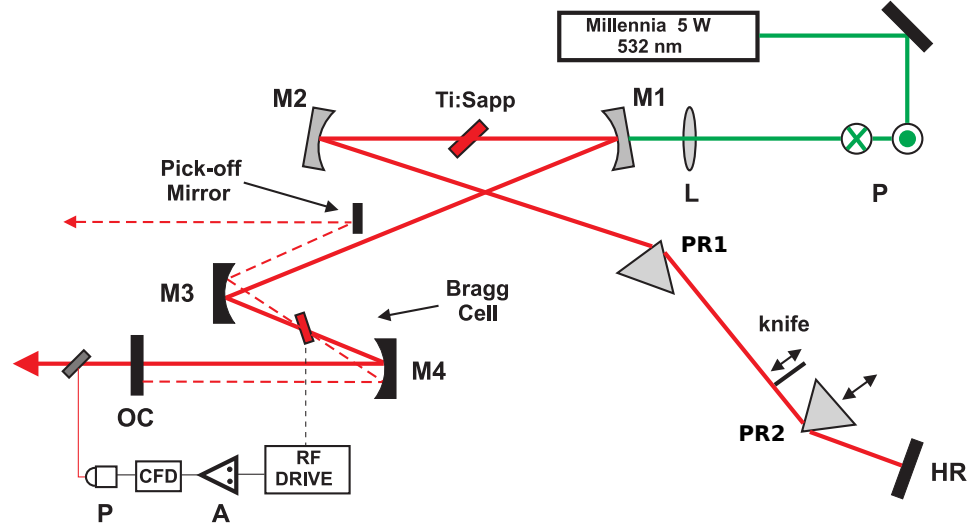 Millennia 5 W
532 nm
M2
Ti:Sapp
M1
Pick-off
Mirror
L
P
PR1
M3
Bragg
Cell
knife
M4
OC
PR2
RF
DRIVE
CFD
HR
P
A